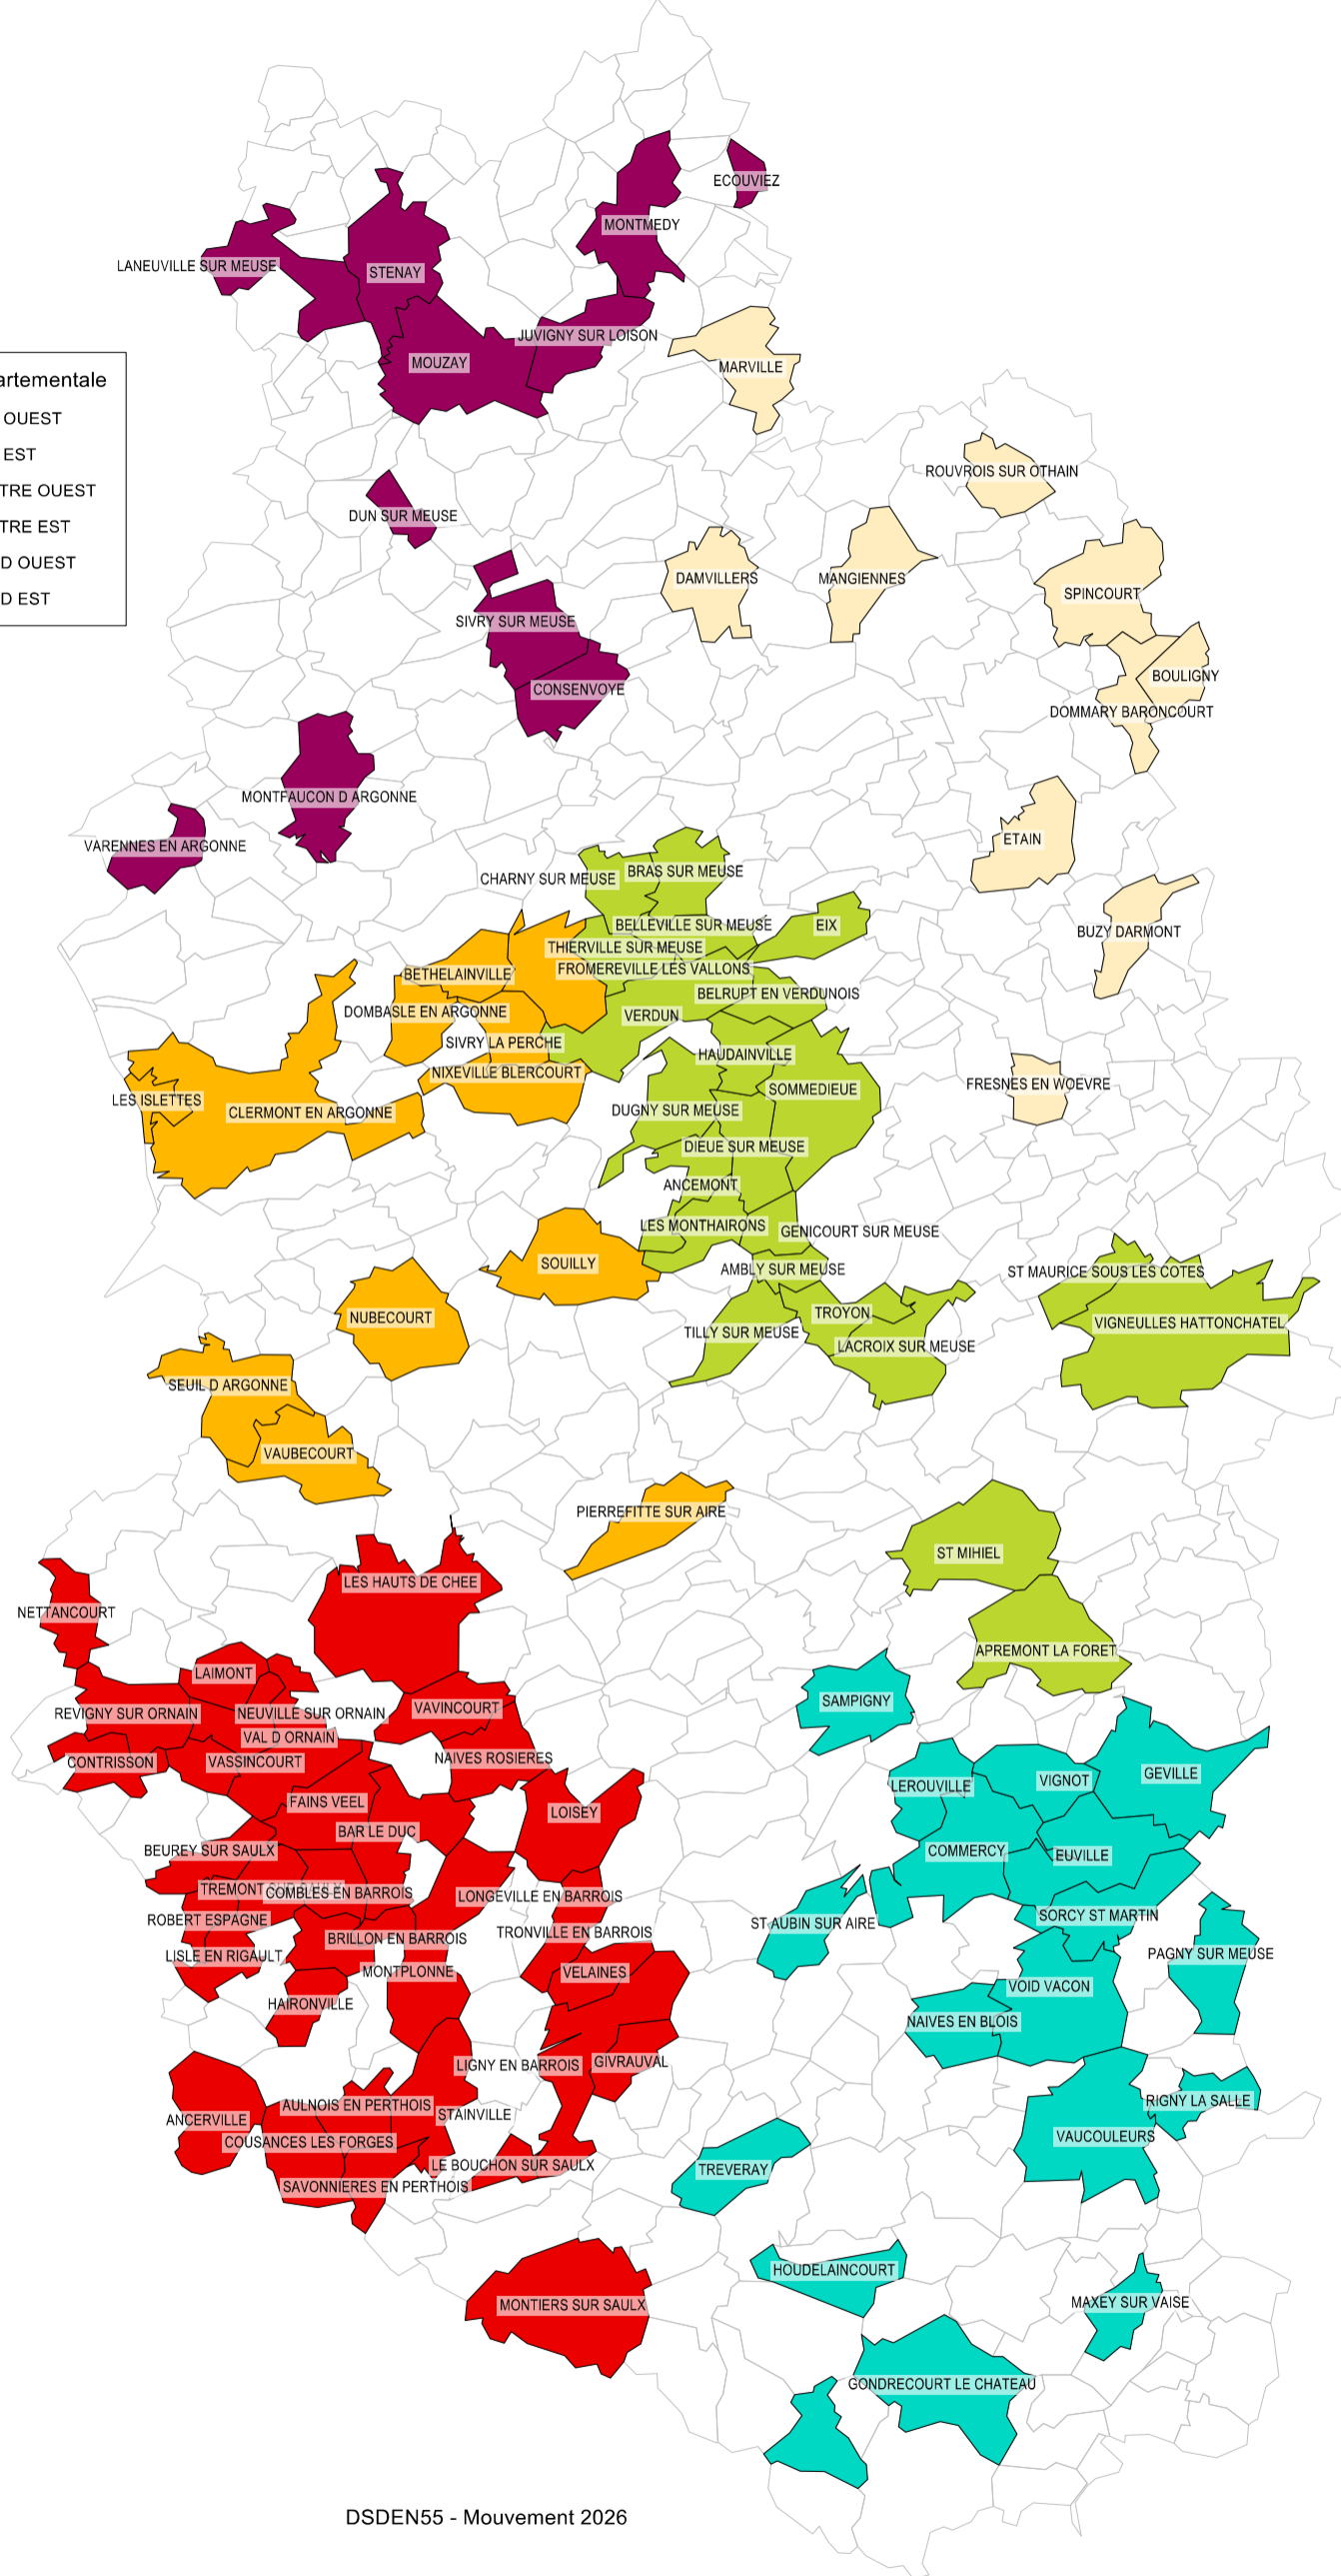 ECOUVIEZ
MONTMEDY
LANEUVILLE SUR MEUSE
STENAY
JUVIGNY SUR LOISON
MOUZAY
MARVILLE
artementale
OUEST
EST
TRE OUEST
TRE EST
D OUEST
D EST
ROUVROIS SUR OTHAIN
DUN SUR MEUSE
DAMVILLERS
MANGIENNES
SPINCOURT
SIVRY SUR MEUSE
BOULIGNY
CONSENVOYE
DOMMARY BARONCOURT
MONTFAUCON D ARGONNE
ETAIN
VARENNES EN ARGONNE
BRAS SUR MEUSE
CHARNY SUR MEUSE
BELLEVILLE SUR MEUSE
EIX
BUZY DARMONT
THIERVILLE SUR MEUSE
FROMEREVILLE LES VALLONS
BETHELAINVILLE
BELRUPT EN VERDUNOIS
DOMBASLE EN ARGONNE
VERDUN
SIVRY LA PERCHE
HAUDAINVILLE
NIXEVILLE BLERCOURT
FRESNES EN WOEVRE
SOMMEDIEUE
LES ISLETTES
CLERMONT EN ARGONNE
DUGNY SUR MEUSE
DIEUE SUR MEUSE
ANCEMONT
LES MONTHAIRONS
GENICOURT SUR MEUSE
SOUILLY
AMBLY SUR MEUSE
ST MAURICE SOUS LES COTES
NUBECOURT
TROYON
VIGNEULLES HATTONCHATEL
TILLY SUR MEUSE
LACROIX SUR MEUSE
SEUIL D ARGONNE
VAUBECOURT
PIERREFITTE SUR AIRE
ST MIHIEL
LES HAUTS DE CHEE
NETTANCOURT
APREMONT LA FORET
LAIMONT
SAMPIGNY
VAVINCOURT
REVIGNY SUR ORNAIN
NEUVILLE SUR ORNAIN
VAL D ORNAIN
NAIVES ROSIERES
CONTRISSON
VASSINCOURT
GEVILLE
VIGNOT
LEROUVILLE
FAINS VEEL
LOISEY
BAR LE DUC
BEUREY SUR SAULX
COMMERCY
EUVILLE
TREMONT SUR SAULX
COMBLES EN BARROIS
LONGEVILLE EN BARROIS
SORCY ST MARTIN
ROBERT ESPAGNE
ST AUBIN SUR AIRE
TRONVILLE EN BARROIS
BRILLON EN BARROIS
LISLE EN RIGAULT
PAGNY SUR MEUSE
MONTPLONNE
VELAINES
VOID VACON
HAIRONVILLE
NAIVES EN BLOIS
LIGNY EN BARROIS
GIVRAUVAL
RIGNY LA SALLE
AULNOIS EN PERTHOIS
STAINVILLE
ANCERVILLE
VAUCOULEURS
COUSANCES LES FORGES
LE BOUCHON SUR SAULX
TREVERAY
SAVONNIERES EN PERTHOIS
HOUDELAINCOURT
MAXEY SUR VAISE
MONTIERS SUR SAULX
GONDRECOURT LE CHATEAU
DSDEN55 - Mouvement 2026